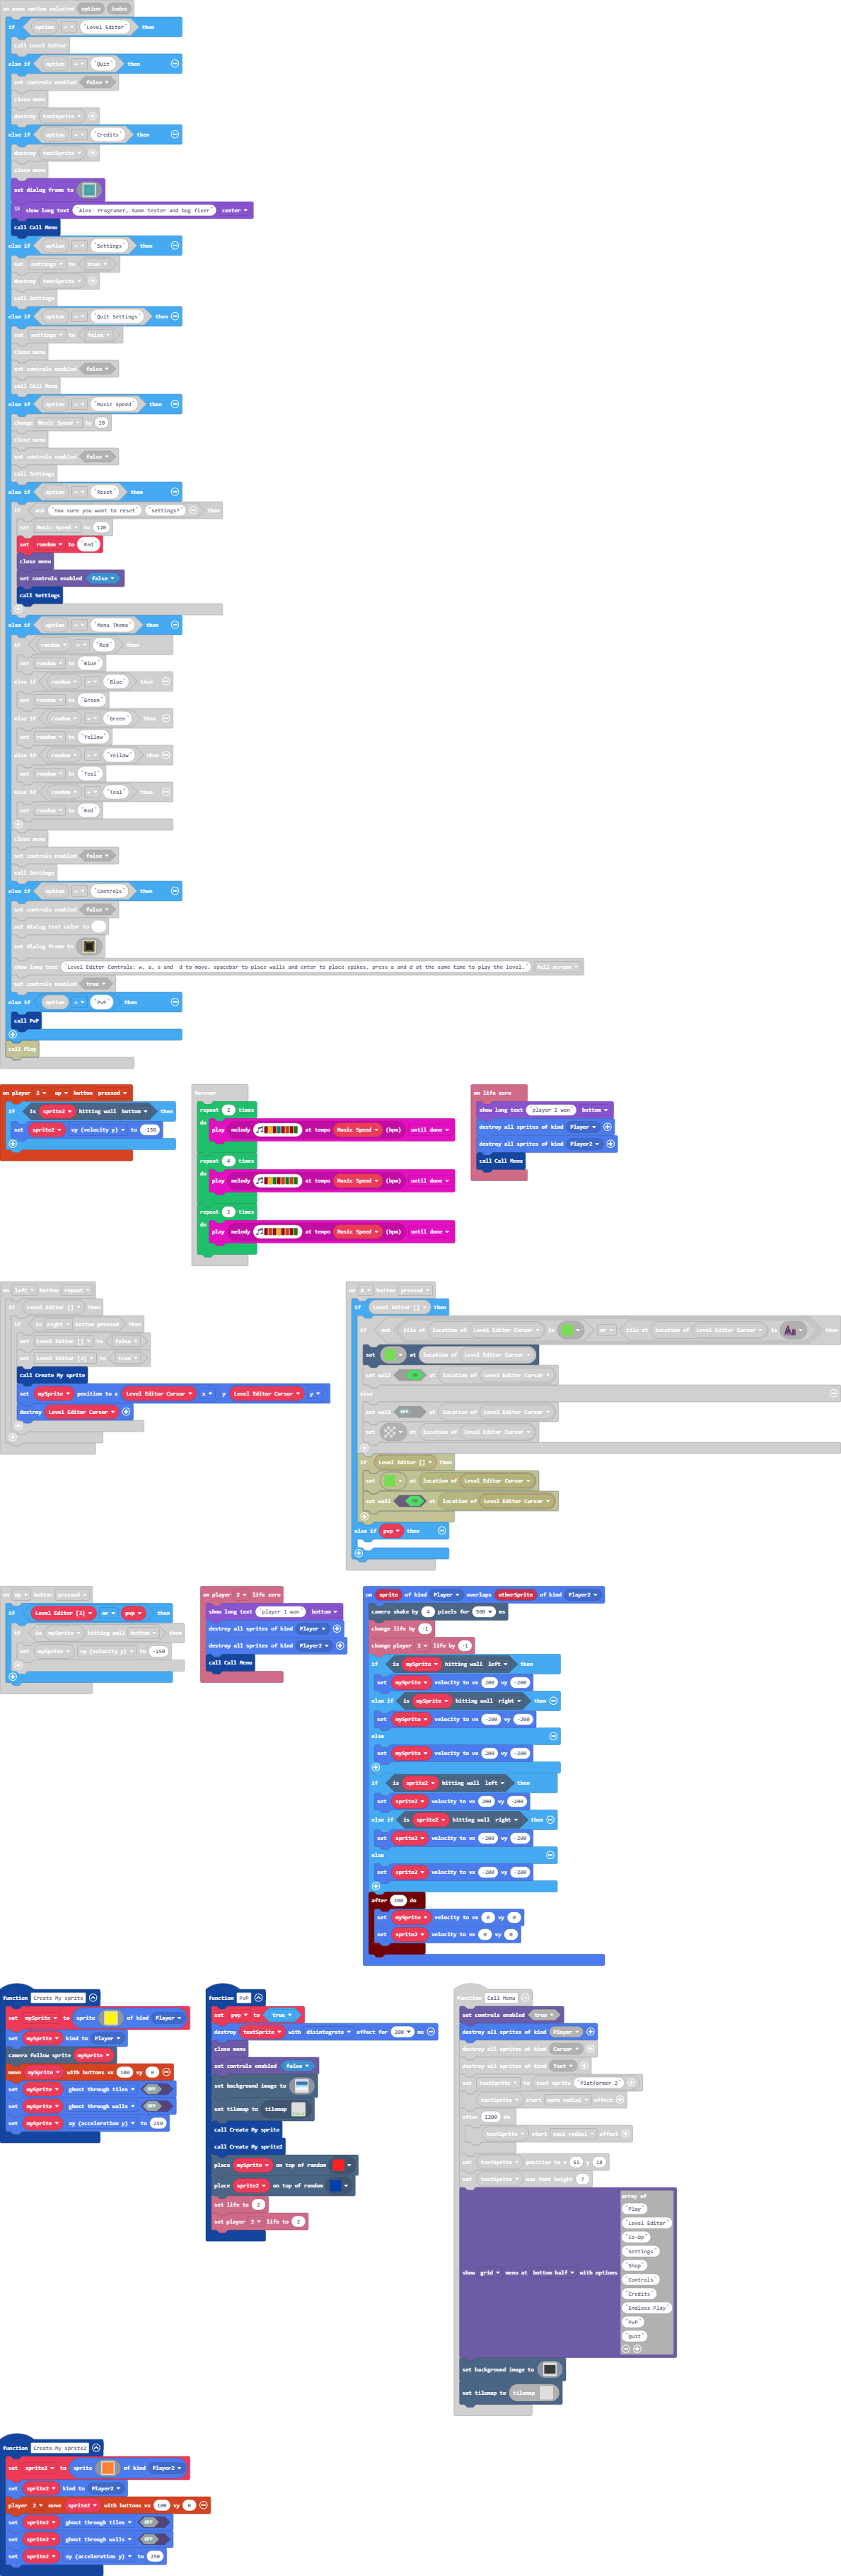 on menu option selected option index
if option = "Level Editor" then
call Level Editor
else if option = "Quit" then
set controls enabled false
close menu
destroy textSprite
else if option = "Credits" then
destroy textSprite
close menu
set dialog frame to
show long text "Alex: Programer, Game tester and bug fixer" center
call Call Menu
else if option = "Settings" then
set settings to true
destroy textSprite
call Settings
else if option = "Quit Settings" then
set settings to false
close menu
set controls enabled false
call Call Menu
else if option = "Music Speed" then
change Music Speed by 10
close menu
set controls enabled false
call Settings
else if option = "Reset" then
if ask "You sure you want to reset" "settings?" then
set Music Speed to 120
set random to "Red"
close menu
set controls enabled false
call Settings
else if option = "Menu Theme" then
if random = "Red" then
set random to "Blue"
else if random = "Blue" then
set random to "Green"
else if random = "Green" then
set random to "Yellow"
else if random = "Yellow" then
set random to "Teal"
else if random = "Teal" then
set random to "Red"
close menu
set controls enabled false
call Settings
else if option = "Controls" then
set controls enabled false
set dialog text color to
set dialog frame to
show long text "Level Editor Controls: w, a, s and d to move. spacebar to place walls and enter to place spikes. press a and d at the same time to play the level." full screen
set controls enabled true
else if option = "PvP" then
call PvP
call Play
on player 2 up button pressed
if is sprite2 hitting wall bottom then
set sprite2 vy (velocity y) to -150
forever
repeat 2 times
do
play melody at tempo Music Speed (bpm) until done
repeat 4 times
do
play melody at tempo Music Speed (bpm) until done
repeat 2 times
do
play melody at tempo Music Speed (bpm) until done
on life zero
show long text "player 2 won" bottom
destroy all sprites of kind Player
destroy all sprites of kind Player2
call Call Menu
on left button repeat
if Level Editor [] then
if is right button pressed then
set Level Editor [] to false
set Level Editor [2] to true
call Create My sprite
set mySprite position to x Level Editor Cursor x y Level Editor Cursor y
destroy Level Editor Cursor
on A button pressed
if Level Editor [] then
if not tile at location of Level Editor Cursor is or tile at location of Level Editor Cursor is then
set at location of Level Editor Cursor
set wall ON at location of Level Editor Cursor
else
set wall OFF at location of Level Editor Cursor
set at location of Level Editor Cursor
if Level Editor [] then
set at location of Level Editor Cursor
set wall ON at location of Level Editor Cursor
else if pvp then
on up button pressed
if Level Editor [2] or pvp then
if is mySprite hitting wall bottom then
set mySprite vy (velocity y) to -150
on player 2 life zero
show long text "player 1 won" bottom
destroy all sprites of kind Player
destroy all sprites of kind Player2
call Call Menu
on sprite of kind Player overlaps otherSprite of kind Player2
camera shake by 4 pixels for 500 ms
change life by -1
change player 2 life by -1
if is mySprite hitting wall left then
set mySprite velocity to vx 200 vy -200
else if is mySprite hitting wall right then
set mySprite velocity to vx -200 vy -200
else
set mySprite velocity to vx 200 vy -200
if is sprite2 hitting wall left then
set sprite2 velocity to vx 200 vy -200
else if is sprite2 hitting wall right then
set sprite2 velocity to vx -200 vy -200
else
set sprite2 velocity to vx -200 vy -200
after 200 do
set mySprite velocity to vx 0 vy 0
set sprite2 velocity to vx 0 vy 0
function Create My sprite
set mySprite to sprite of kind Player
set mySprite kind to Player
camera follow sprite mySprite
move mySprite with buttons vx 100 vy 0
set mySprite ghost through tiles OFF
set mySprite ghost through walls OFF
set mySprite ay (acceleration y) to 250
function PvP
set pvp to true
destroy textSprite with disintegrate effect for 200 ms
close menu
set controls enabled false
set background image to
set tilemap to tilemap
call Create My sprite
call Create My sprite2
place mySprite on top of random
place sprite2 on top of random
set life to 2
set player 2 life to 2
function Call Menu
set controls enabled true
destroy all sprites of kind Player
destroy all sprites of kind Cursor
destroy all sprites of kind Text
set textSprite to text sprite "Platformer 2"
textSprite start warm radial effect
after 1200 do
textSprite start cool radial effect
set textSprite position to x 51 y 18
set textSprite max font height 7
show grid menu at bottom half with options
array of
"Play"
"Level Editor"
"Co-Op"
"Settings"
"Shop"
"Controls"
"Credits"
"Endless Play"
"PvP"
"Quit"
set background image to
set tilemap to tilemap
function Create My sprite2
set sprite2 to sprite of kind Player2
set sprite2 kind to Player2
player 2 move sprite2 with buttons vx 100 vy 0
set sprite2 ghost through tiles OFF
set sprite2 ghost through walls OFF
set sprite2 ay (acceleration y) to 250